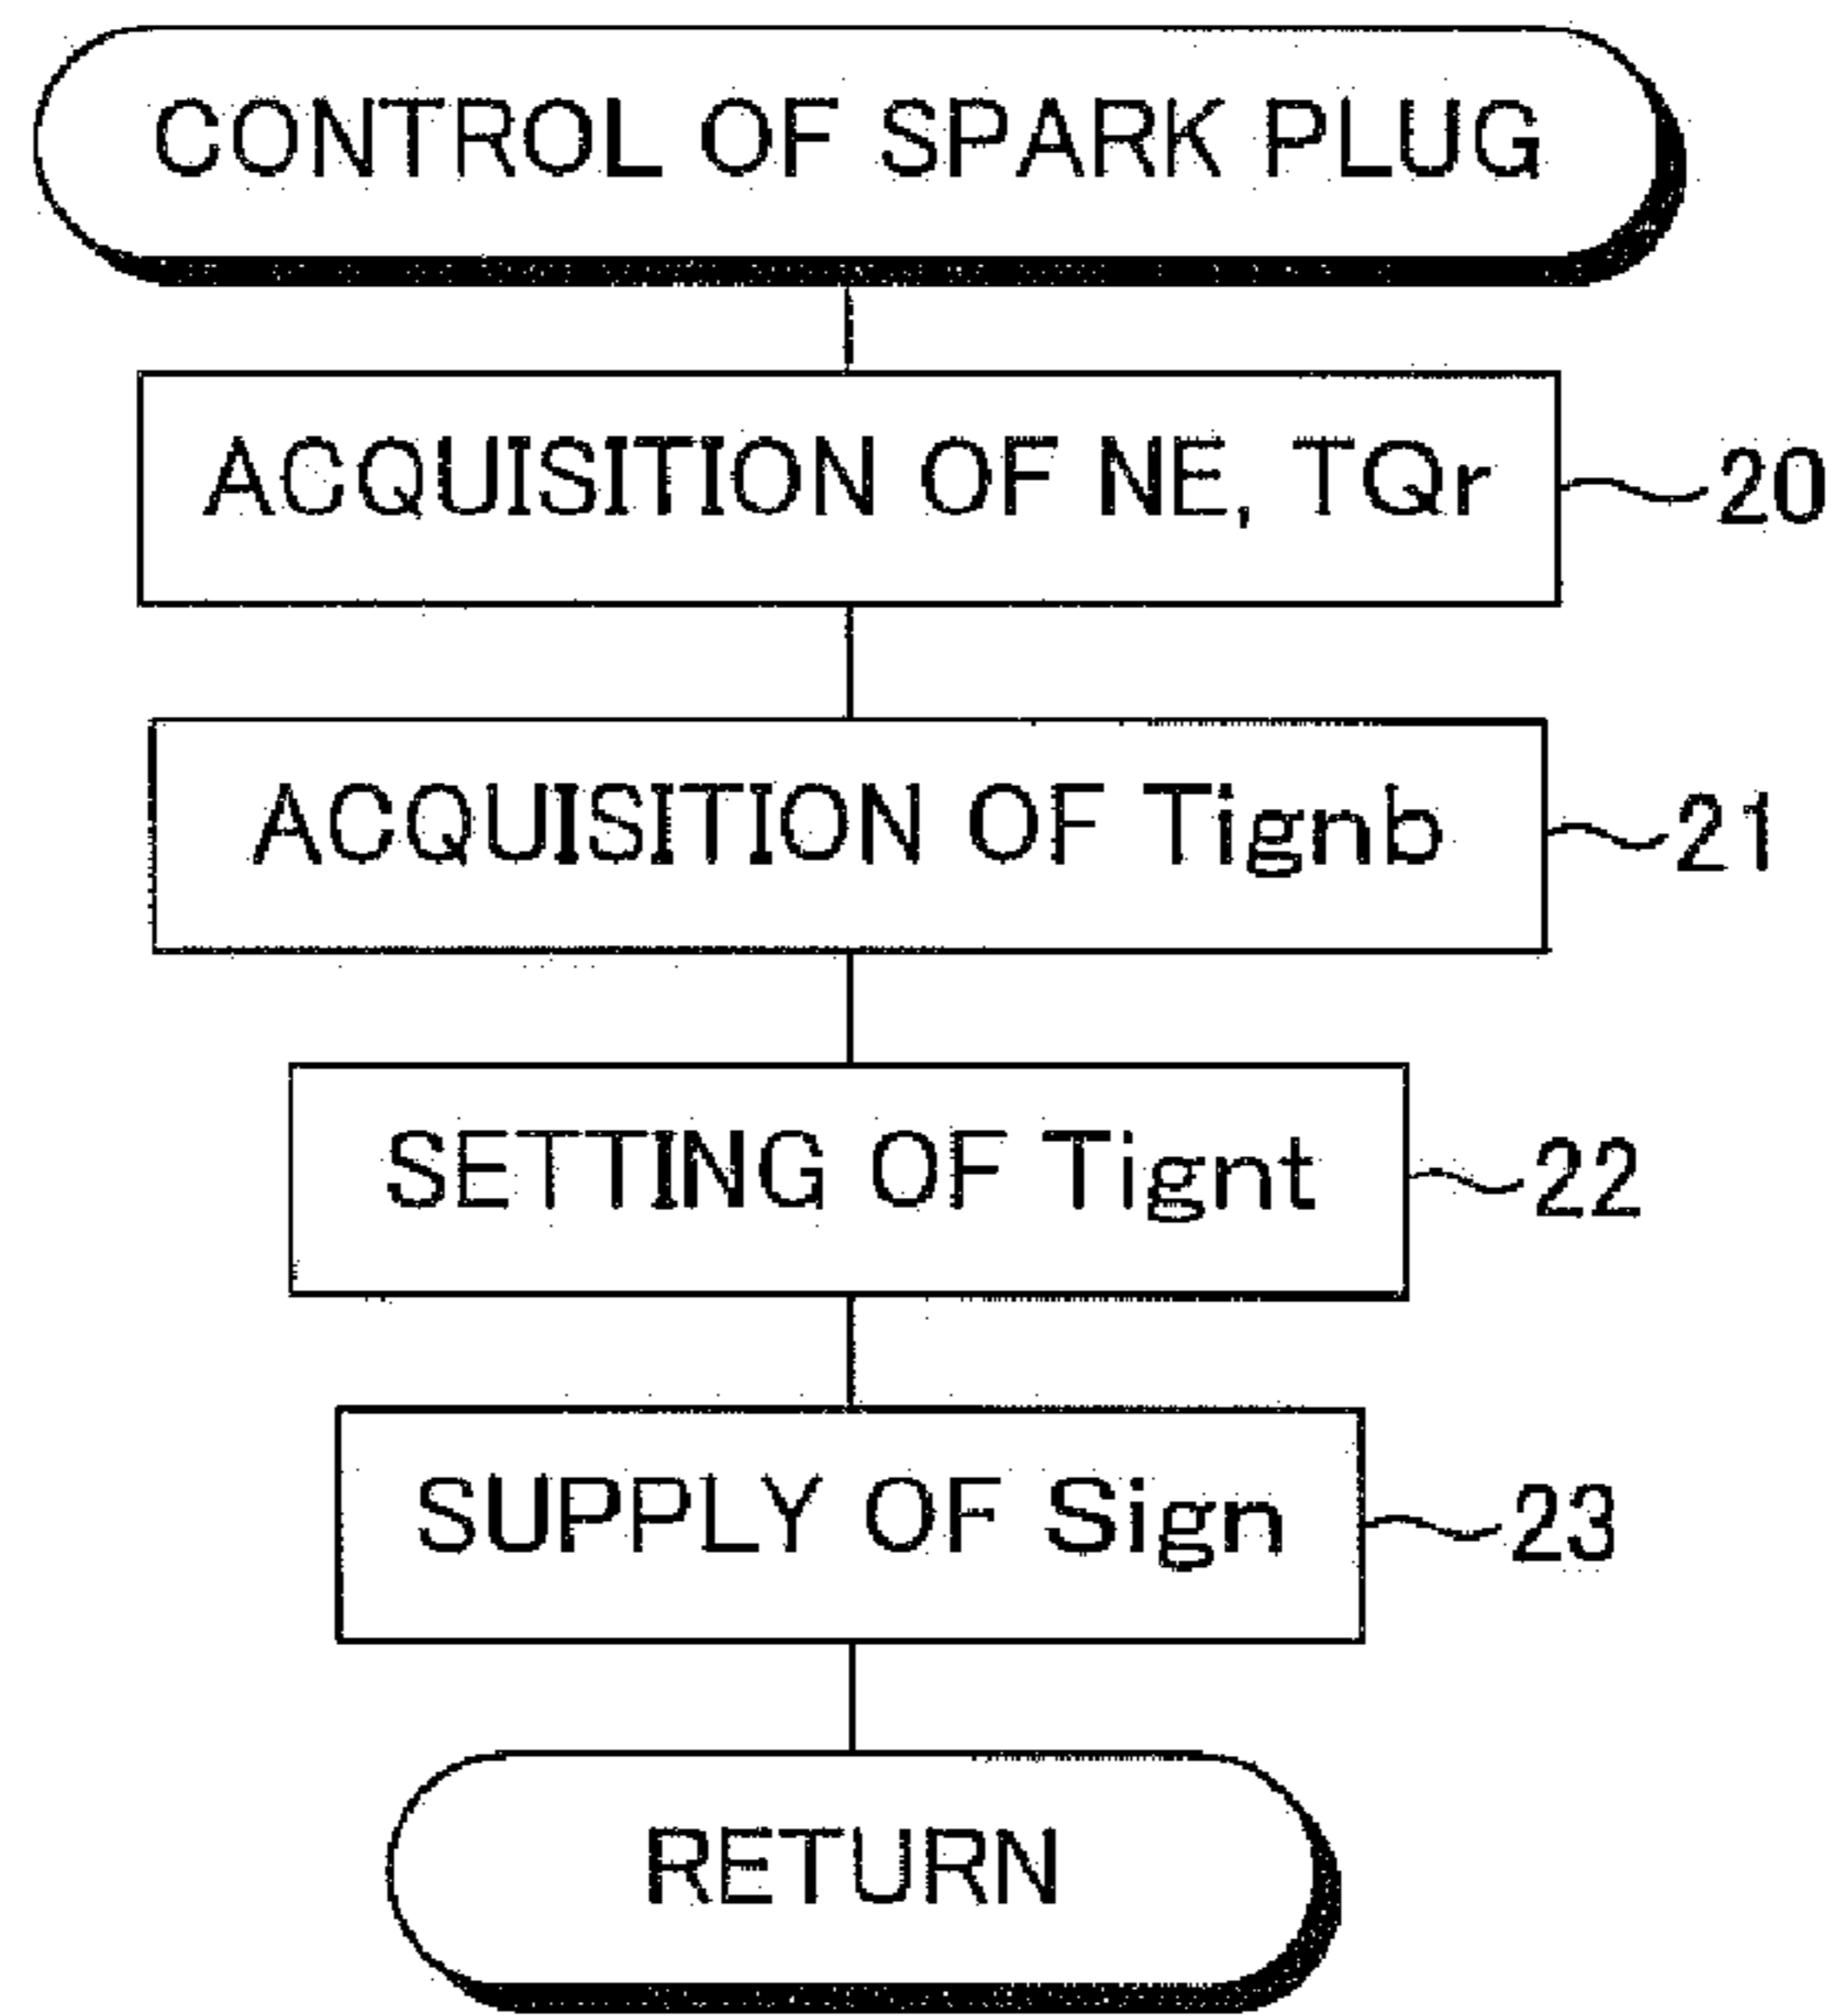 CONTROL OF SPARK PLUG
ACQUISITION OF NE, TQr
20
ACQUISITION OF Tignb
21
SETTING OF Tignt
22
SUPPLY OF Sign
23
RETURN